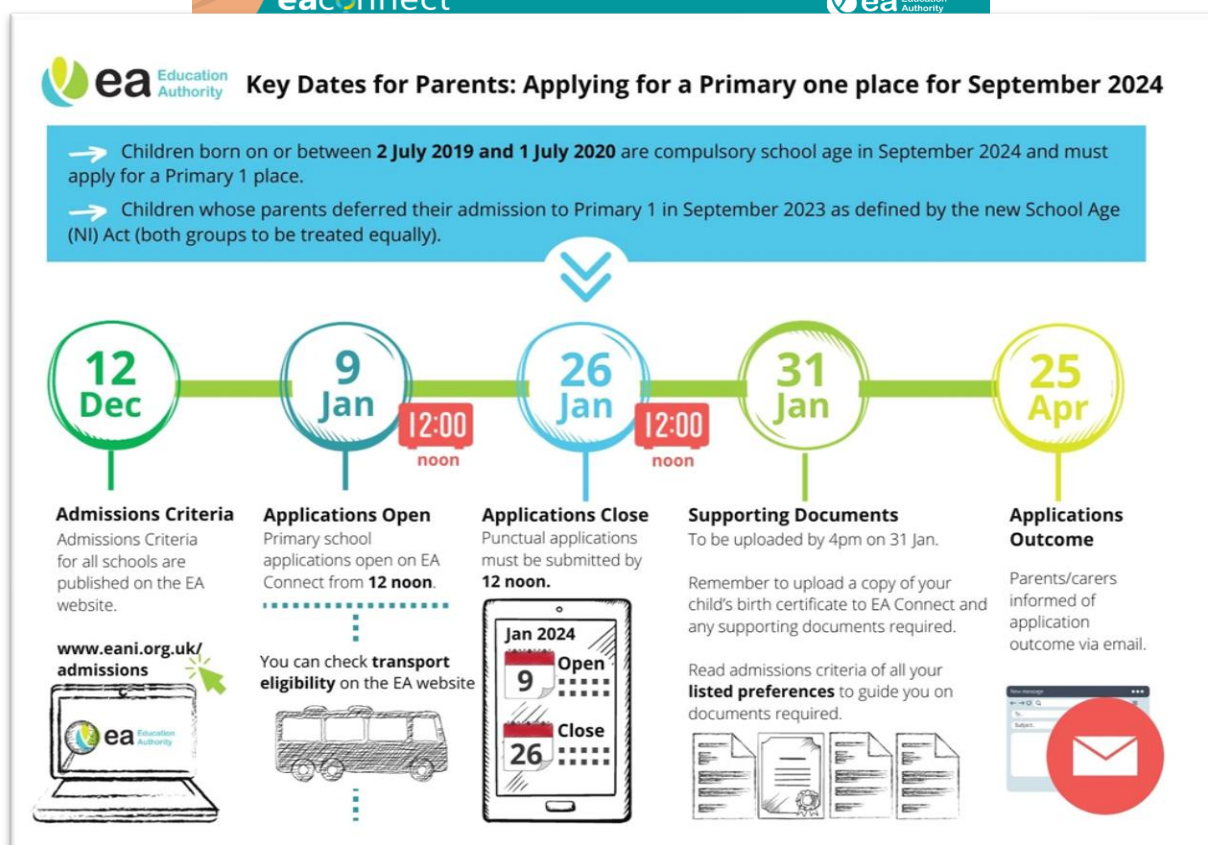 eaconnect
ea Education
Authority
ea Education
Authority
Key Dates for Parents: Applying for a Primary one place for September 2024
Children born on or between 2 July 2019 and 1 July 2020 are compulsory school age in September 2024 and must
apply for a Primary 1 place.
Children whose parents deferred their admission to Primary 1 in September 2023 as defined by the new School Age
(NI) Act (both groups to be treated equally).
12
Dec
Admissions Criteria
Admissions Criteria
for all schools are
published on the EA
website.
www.eani.org.uk/
admissions
ea Education
Authority
9
Jan
12:00
noon
Applications Open
Primary school
applications open on EA
Connect from 12 noon.
You can check transport
eligibility on the EA website
26
Jan
12:00
noon
Applications Close
Punctual applications
must be submitted by
12 noon.
Jan 2024
9 Open
26 Close
31
Jan
Supporting Documents
To be uploaded by 4pm on 31 Jan.
Remember to upload a copy of your
child's birth certificate to EA Connect and
any supporting documents required.
Read admissions criteria of all your
listed preferences to guide you on
documents required.
25
Apr
Applications
Outcome
Parents/carers
informed of
application
outcome via email.
New message
To...
Subject: